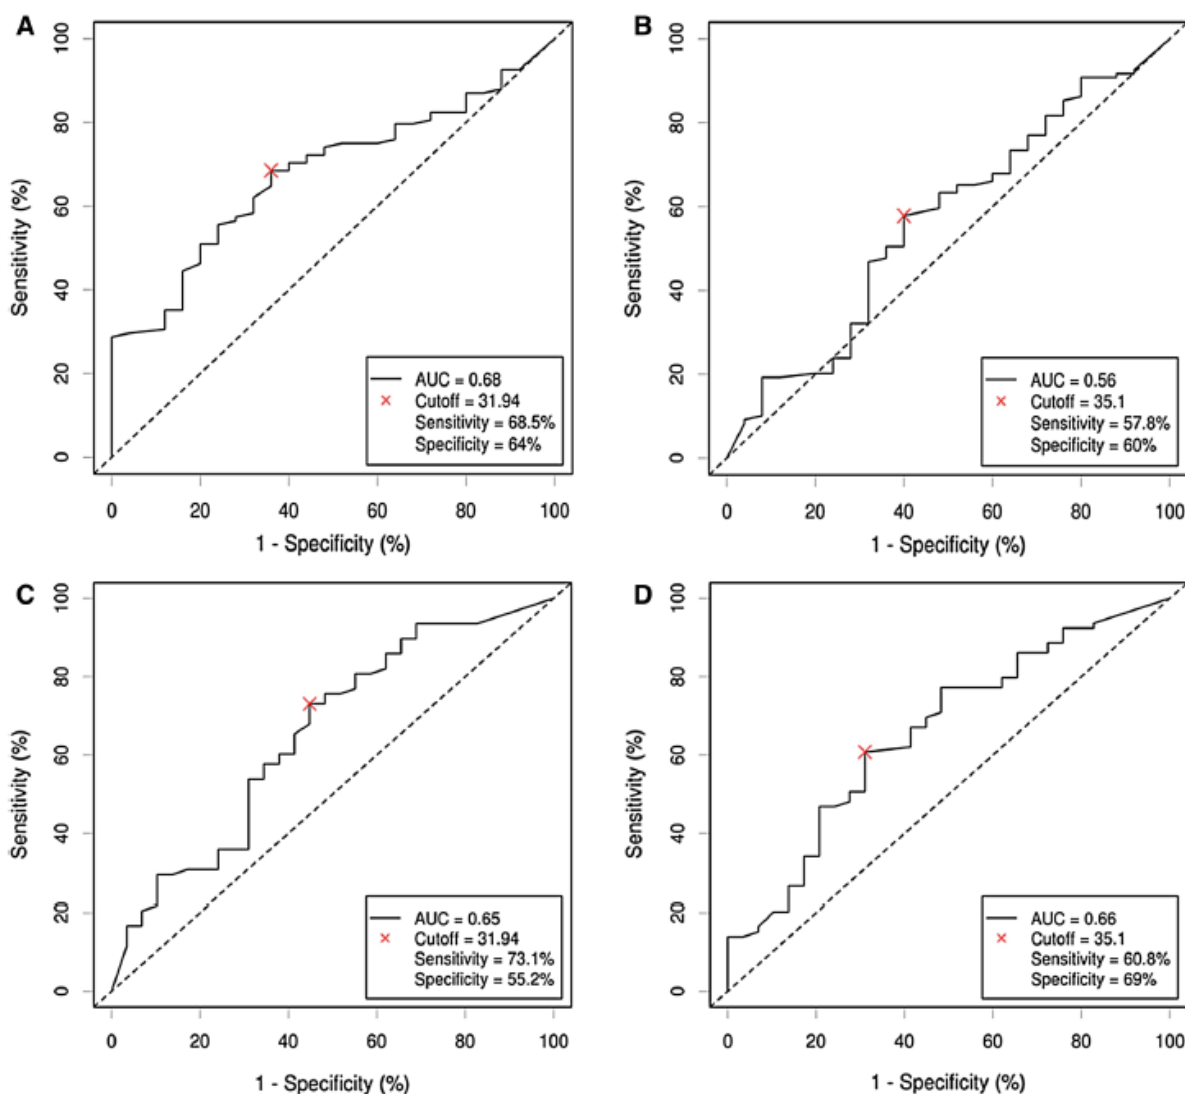 A
100
80
60
40
20
0
Sensitivity (%)
AUC = 0.68
Cutoff = 31.94
Sensitivity = 68.5%
Specificity = 64%
0 20 40 60 80 100
1 - Specificity (%)
B
100
80
60
40
20
0
Sensitivity (%)
AUC = 0.56
Cutoff = 35.1
Sensitivity = 57.8%
Specificity = 60%
0 20 40 60 80 100
1 - Specificity (%)
C
100
80
60
40
20
0
Sensitivity (%)
AUC = 0.65
Cutoff = 31.94
Sensitivity = 73.1%
Specificity = 55.2%
0 20 40 60 80 100
1 - Specificity (%)
D
100
80
60
40
20
0
Sensitivity (%)
AUC = 0.66
Cutoff = 35.1
Sensitivity = 60.8%
Specificity = 69%
0 20 40 60 80 100
1 - Specificity (%)